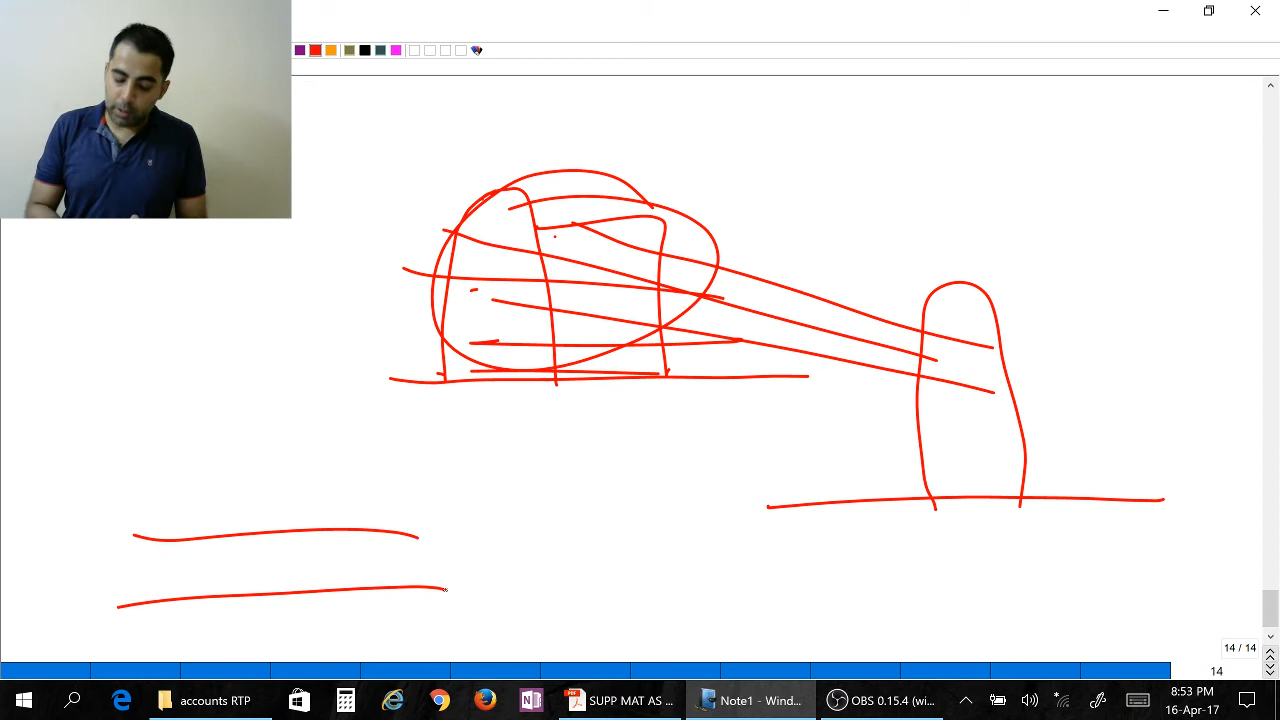 14 / 14
14
accounts RTP
SUPP MAT AS ...
Note1 - Wind...
OBS 0.15.4 (wi...
8:53 PM
16-Apr-17